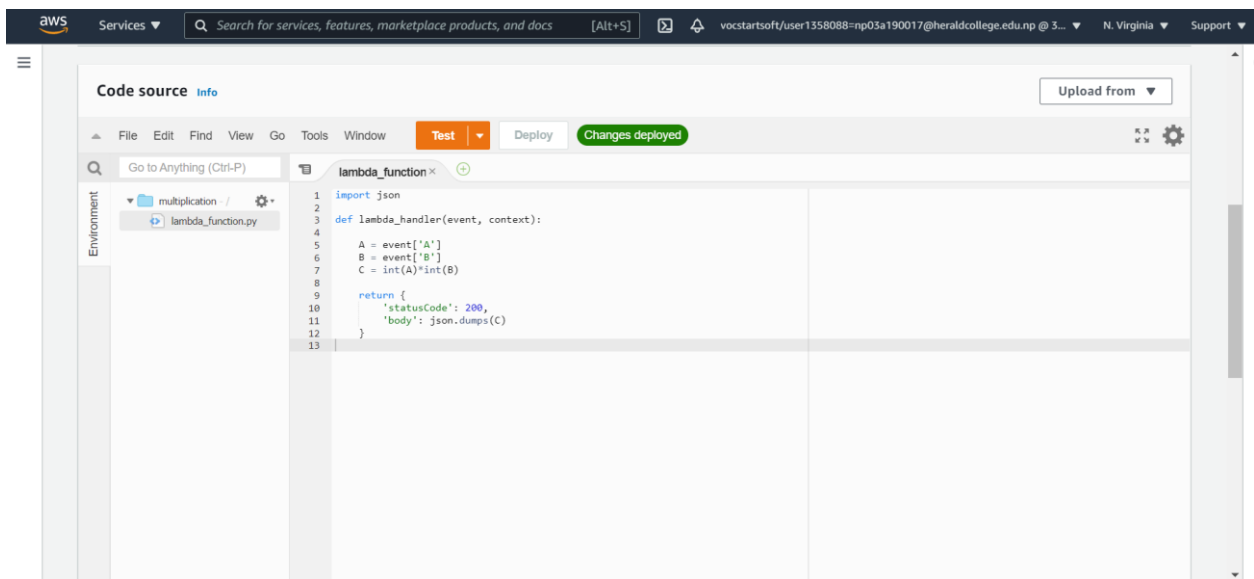 aws Services ▼ Search for services, features, marketplace products, and docs [Alt+S] vocstartsoft/user1358088=np03a190017@heraldcollege.edu.np @ 3... ▼ N. Virginia ▼ Support ▼
Code source Info Upload from ▼
File Edit Find View Go Tools Window Test Deploy Changes deployed
Go to Anything (Ctrl-P) lambda_function ×
Environment
multiplication - /
lambda_function.py
1 import json
2
3 def lambda_handler(event, context):
4
5     A = event['A']
6     B = event['B']
7     C = int(A)*int(B)
8
9     return {
10         'statusCode': 200,
11         'body': json.dumps(C)
12     }
13